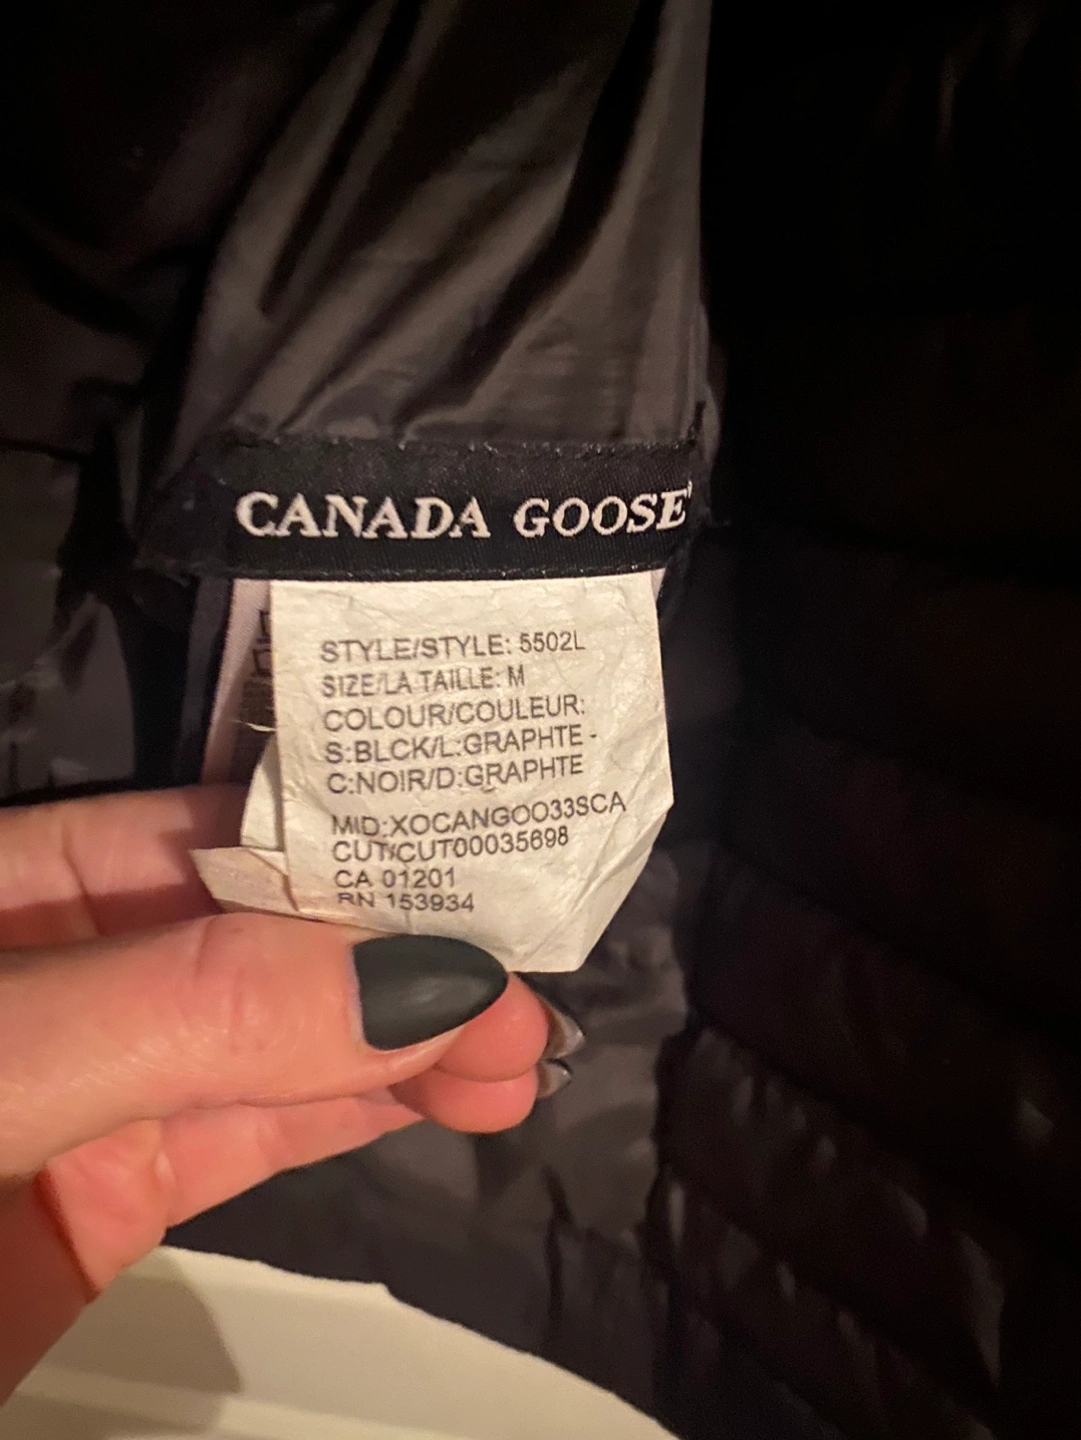 CANADA GOOSE®
STYLE/STYLE: 5502L
SIZE/LA TAILLE: M
COLOUR/COULEUR:
S:BLCK/L:GRAPHTE -
C:NOIR/D:GRAPHTE
MID:XOCANGOO33SCA
CUT/CUT00035698
CA 01201
RN 153934